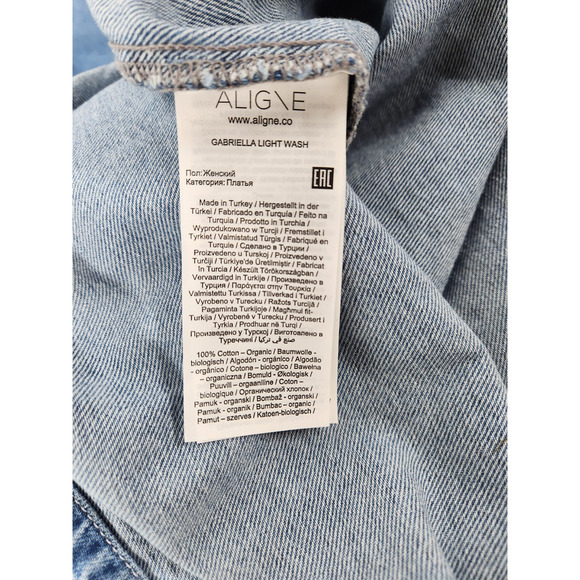 ALIGNE
www.aligne.co
GABRIELLA LIGHT WASH
Пол: Женский
Категория: Платья
EAC
Made in Turkey / Hergestellt in der
Türkei / Fabricado en Turquía / Feito na
Turquia / Prodotto in Turchia /
Wyprodukowano w Turcji / Fremstillet i
Tyrkiet / Valmistatud Türgis / Fabriqué en
Turquie / Сделано в Турции /
Proizvedeno u Turskoj / Vyrobeno v
Turčiji / Türkiye'de Üretilmiştir / Fabricat
în Turcia / Készült Törökországban /
Vervaardigd in Turkije / Произведено в
Турция / Παράγεται στην Τουρκία /
Valmistettu Turkissa / Tillverkad i Turkiet /
Vyrobeno v Turecku / Ražots Turcijā /
Pagaminta Turkijoje / Magħmul fit-
Turkija / Vyrobené v Turecku / Produsert i
Tyrkia / Prodhuar në Turqi /
Произведено у Турској / Виготовлено в
Туреччині / صنع في تركيا
100% Cotton – Organic / Baumwolle -
biologisch / Algodón - orgánico / Algodão
- orgânico / Cotone – biologico / Bawełna
– organiczna / Bomuld - Økologisk /
Puuvill – orgaaniline / Coton –
biologique / Органический хлопок /
Pamuk - organski / Bombaž - organski /
Pamuk - organik / Bumbac – organic /
Pamut – szerves / Katoen-biologisch /